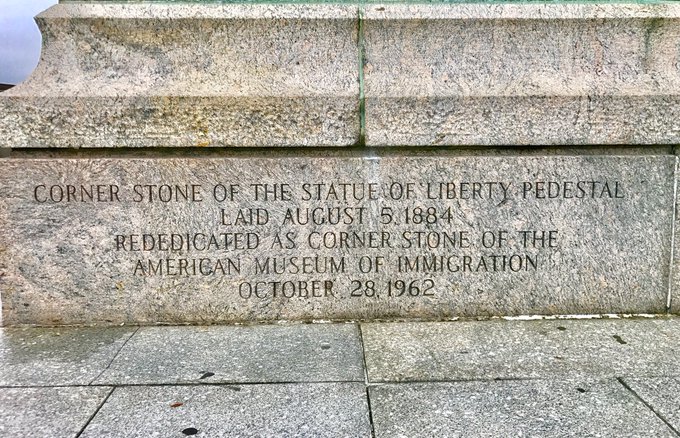 CORNER STONE OF THE STATUE OF LIBERTY PEDESTAL
LAID AUGUST 5, 1884
REDEDICATED AS CORNER STONE OF THE
AMERICAN MUSEUM OF IMMIGRATION
OCTOBER 28, 1962